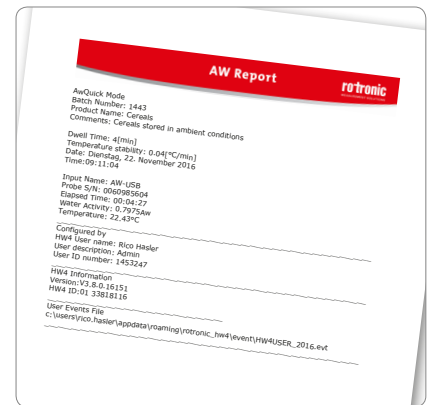 AW Report
rotronic
AwQuick Mode
Batch Number: 1443
Product Name: Cereals
Comments: Cereals stored in ambient conditions
Dwell Time: 4[min]
Temperature stability: 0.04[°C/min]
Date: Dienstag, 22. November 2016
Time:09:11:04
Input Name: AW-USB
Probe S/N: 0060985604
Elapsed Time: 00:04:27
Water Activity: 0.7975Aw
Temperature: 22.43°C
Configured by
HW4 User name: Rico Hasler
User description: Admin
User ID number: 1453247
HW4 Information
Version:V3.8-0.16151
HW4 ID:01 33818116
User Events File
c:\users\rico.hasler\appdata\roaming\rotronic_hw4\event\HW4USER_2016.evt